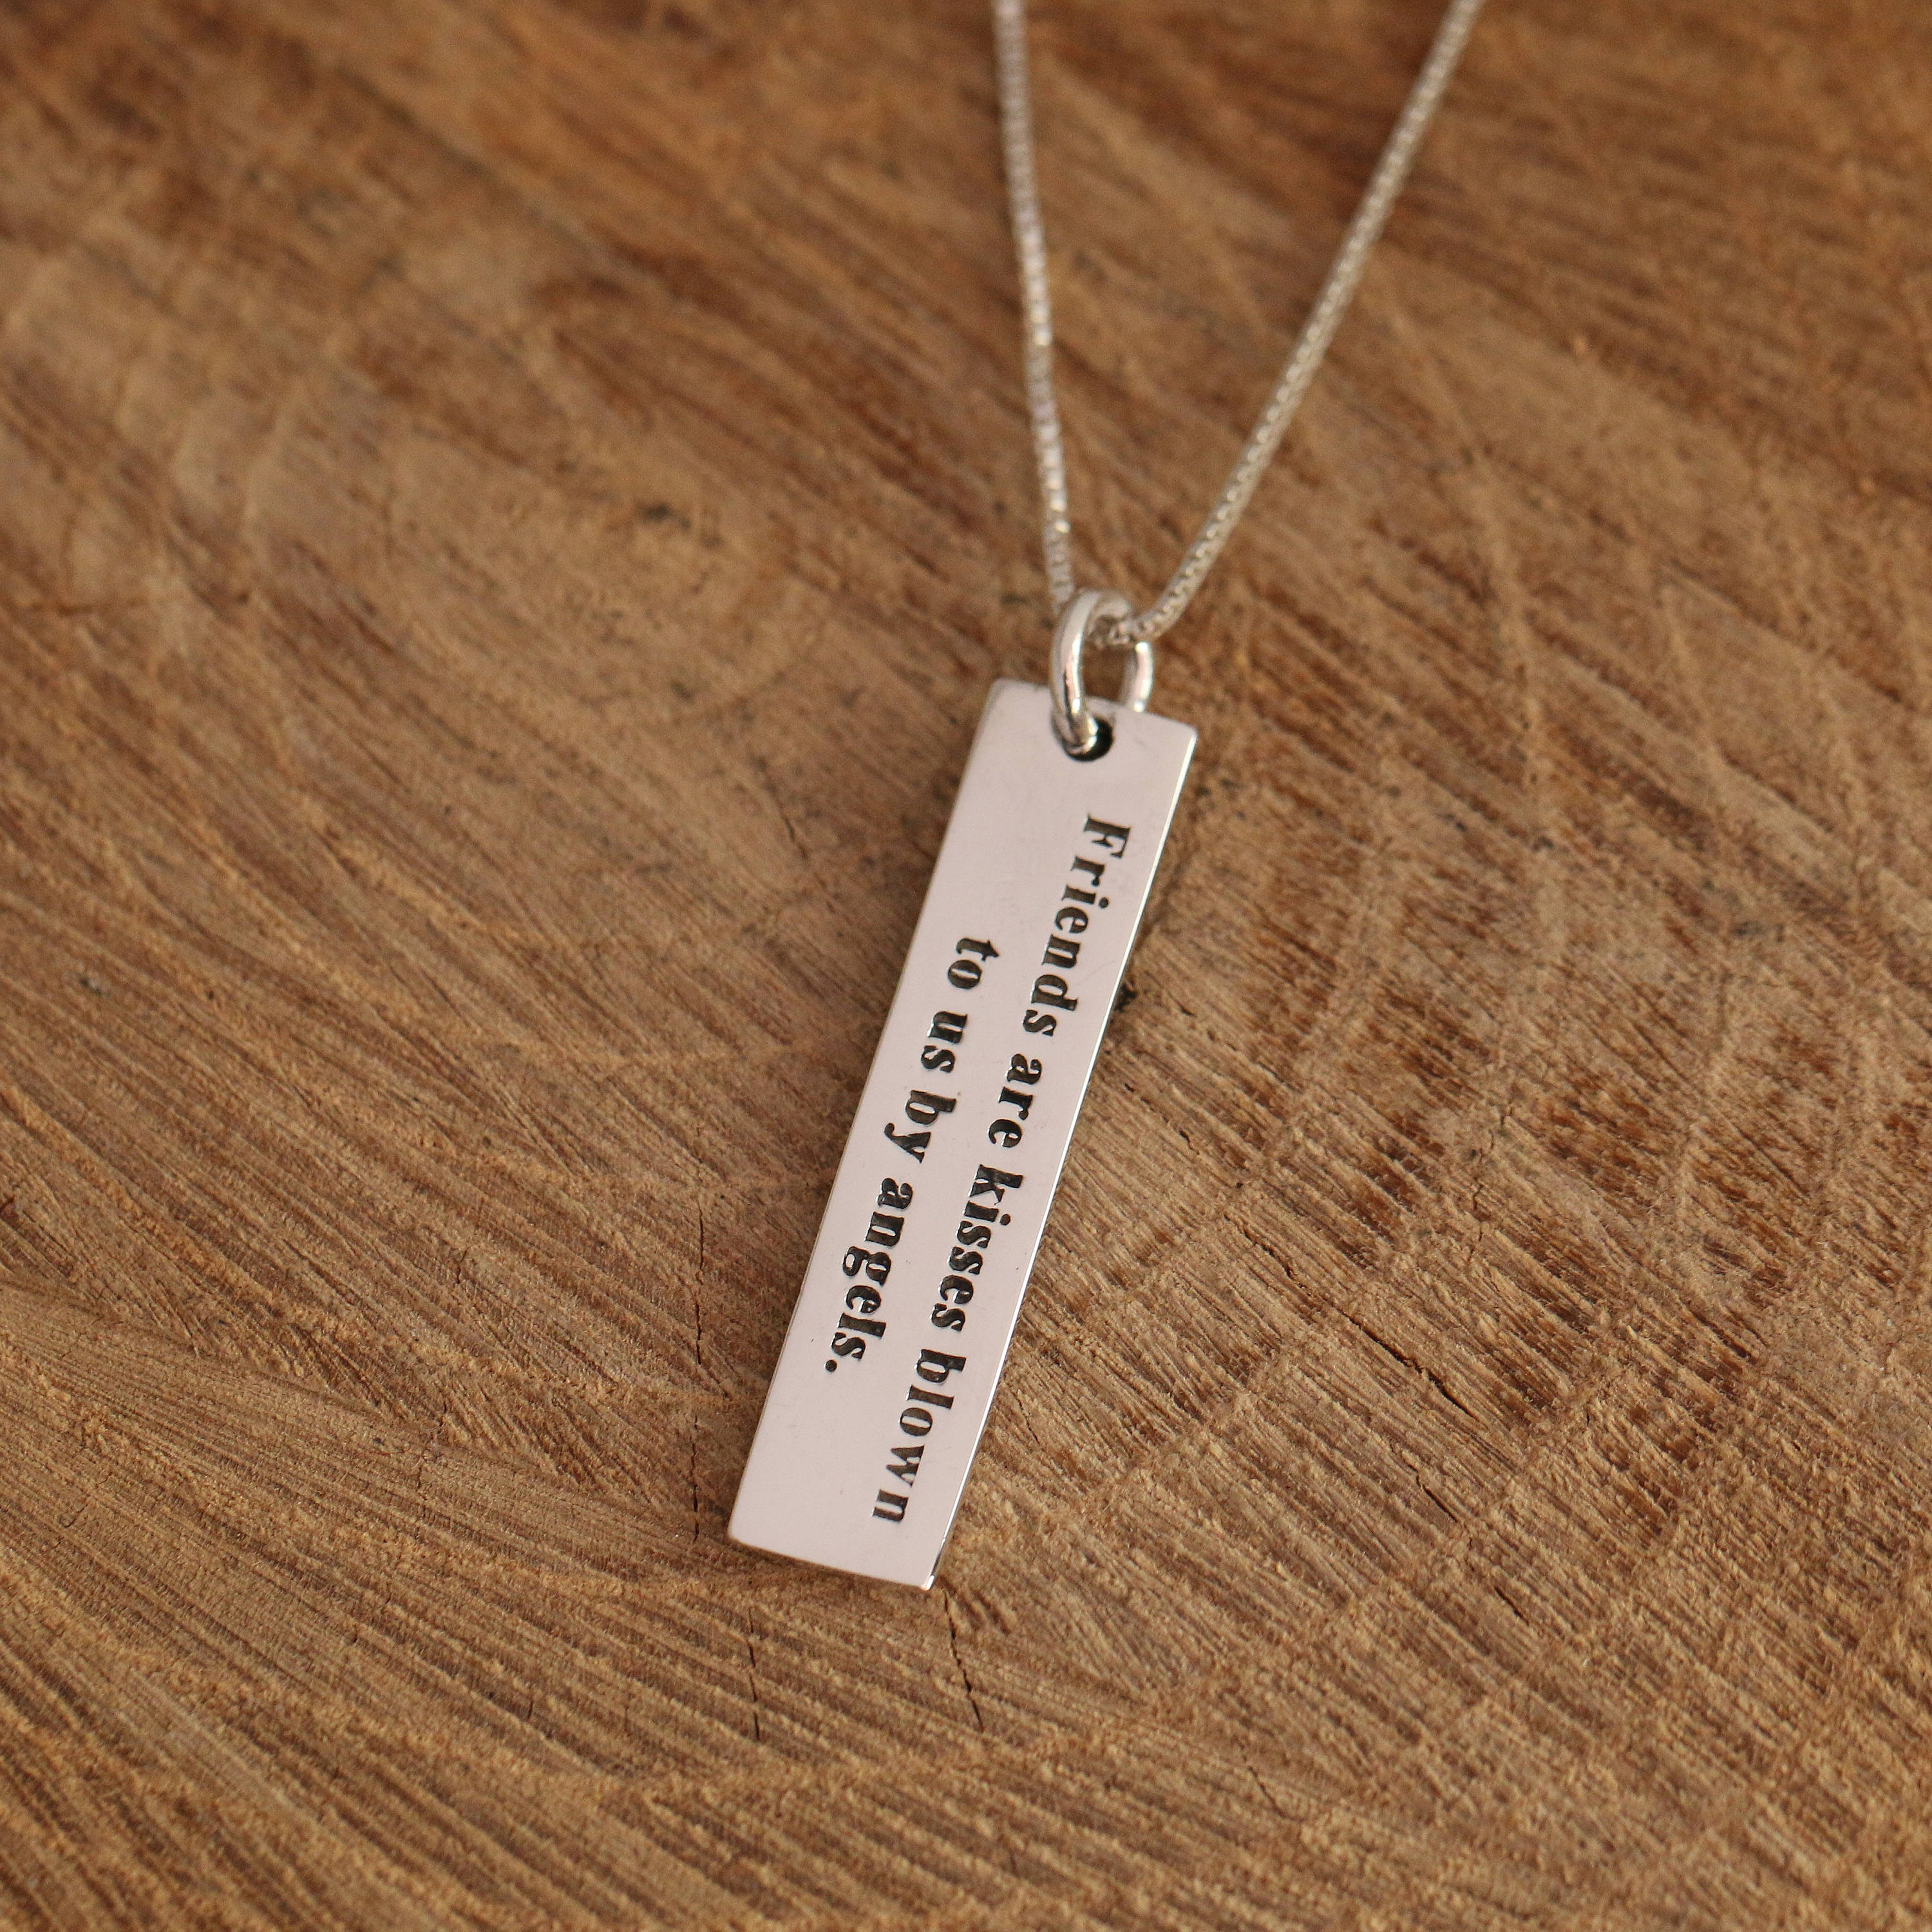 Friends are kisses blown
to us by angels.